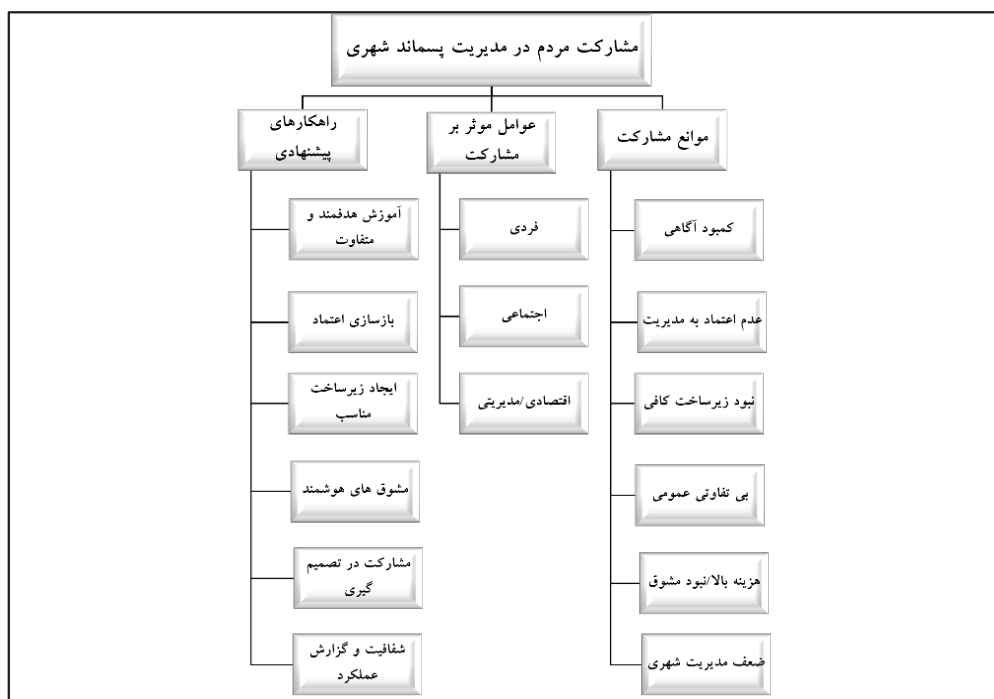 مشارکت مردم در مدیریت پسماند شهری
موانع مشارکت
کمبود آگاهی
عدم اعتماد به مدیریت
نبود زیرساخت کافی
بی تفاوتی عمومی
هزینه بالا/نبود مشوق
ضعف مدیریت شهری
عوامل موثر بر
مشارکت
فردی
اجتماعی
اقتصادی/مدیریتی
راهکارهای
پیشنهادی
آموزش هدفمند و
متفاوت
بازسازی اعتماد
ایجاد زیرساخت
مناسب
مشوق های هوشمند
مشارکت در تصمیم
گیری
شفافیت و گزارش
عملکرد